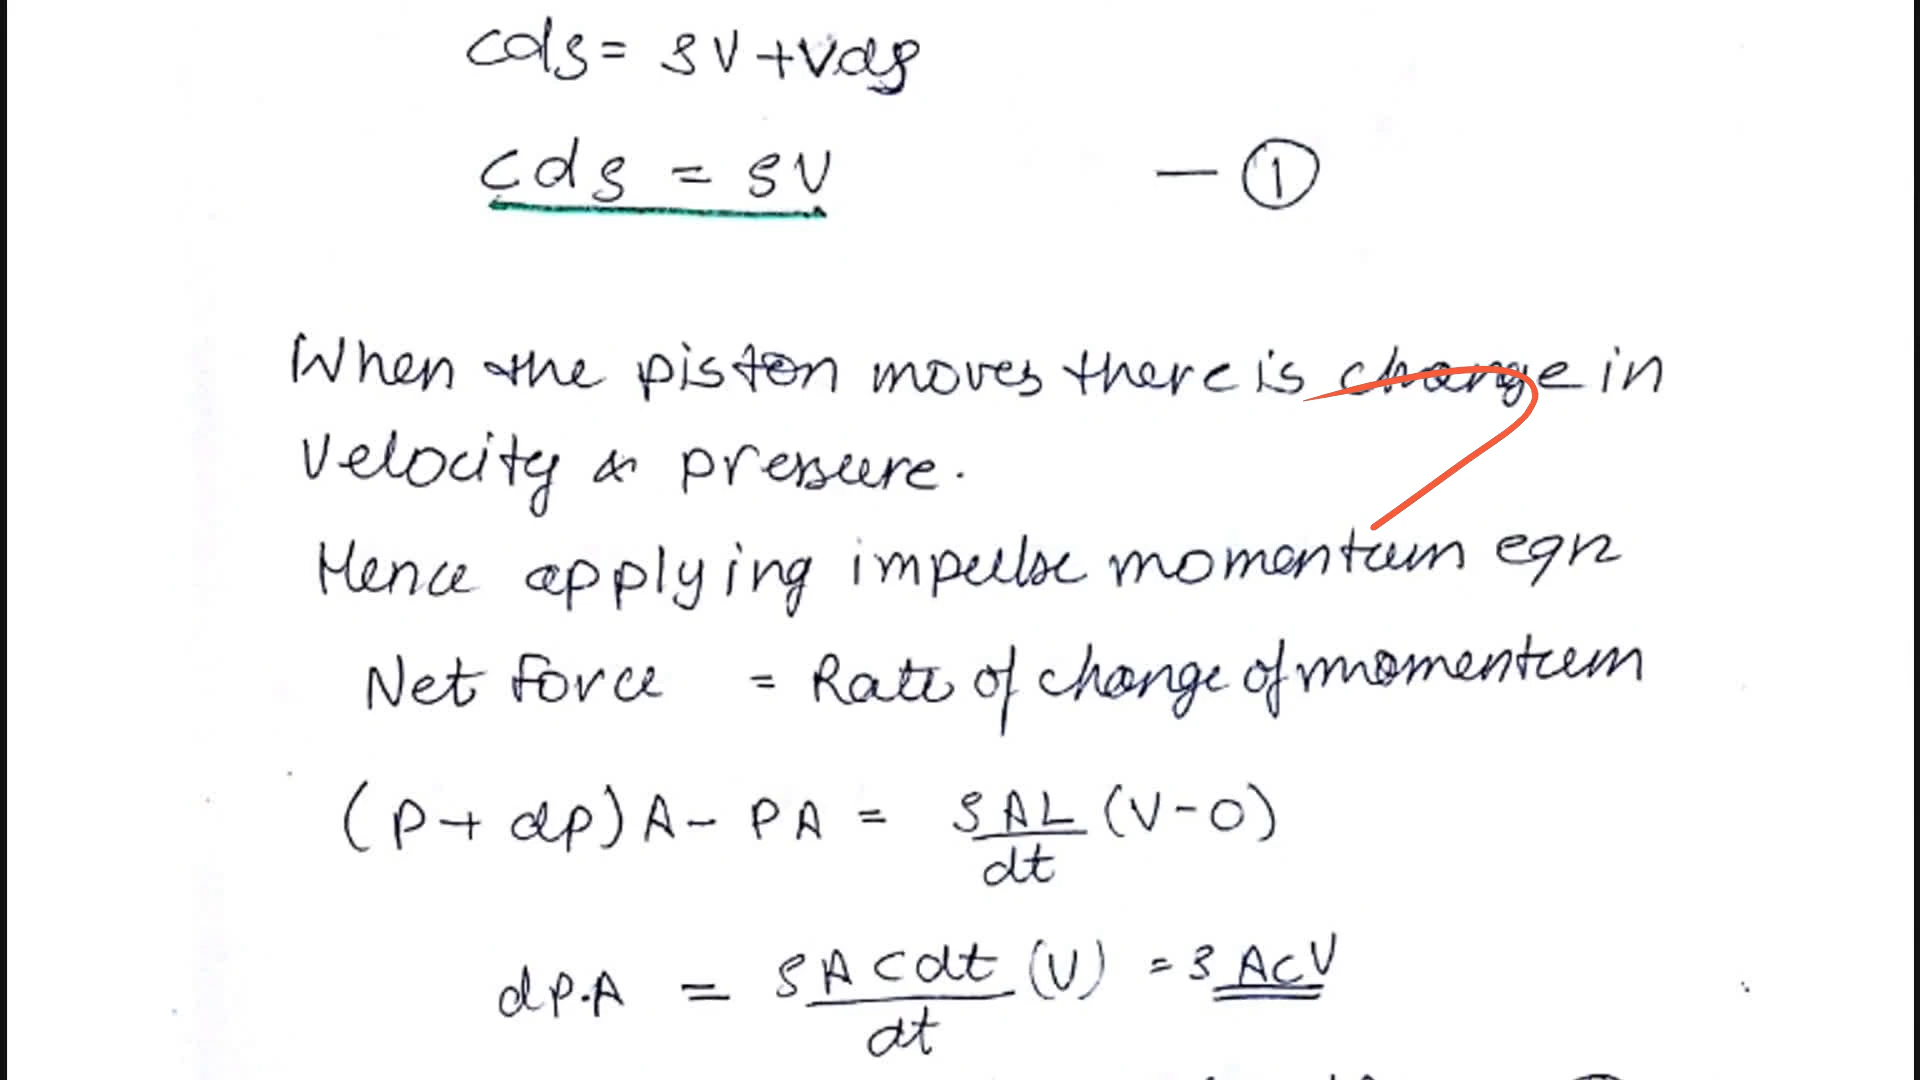 Cdρ = ρV + Vdρ
Cdρ = ρV — ①
When the piston moves there is change in
velocity & pressure.
Hence applying impulse momentum eqn
Net force = Rate of change of momentum
(P + dp) A - PA = ρAL/dt (V-0)
dP.A = ρACdt/dt (V) = ρACV